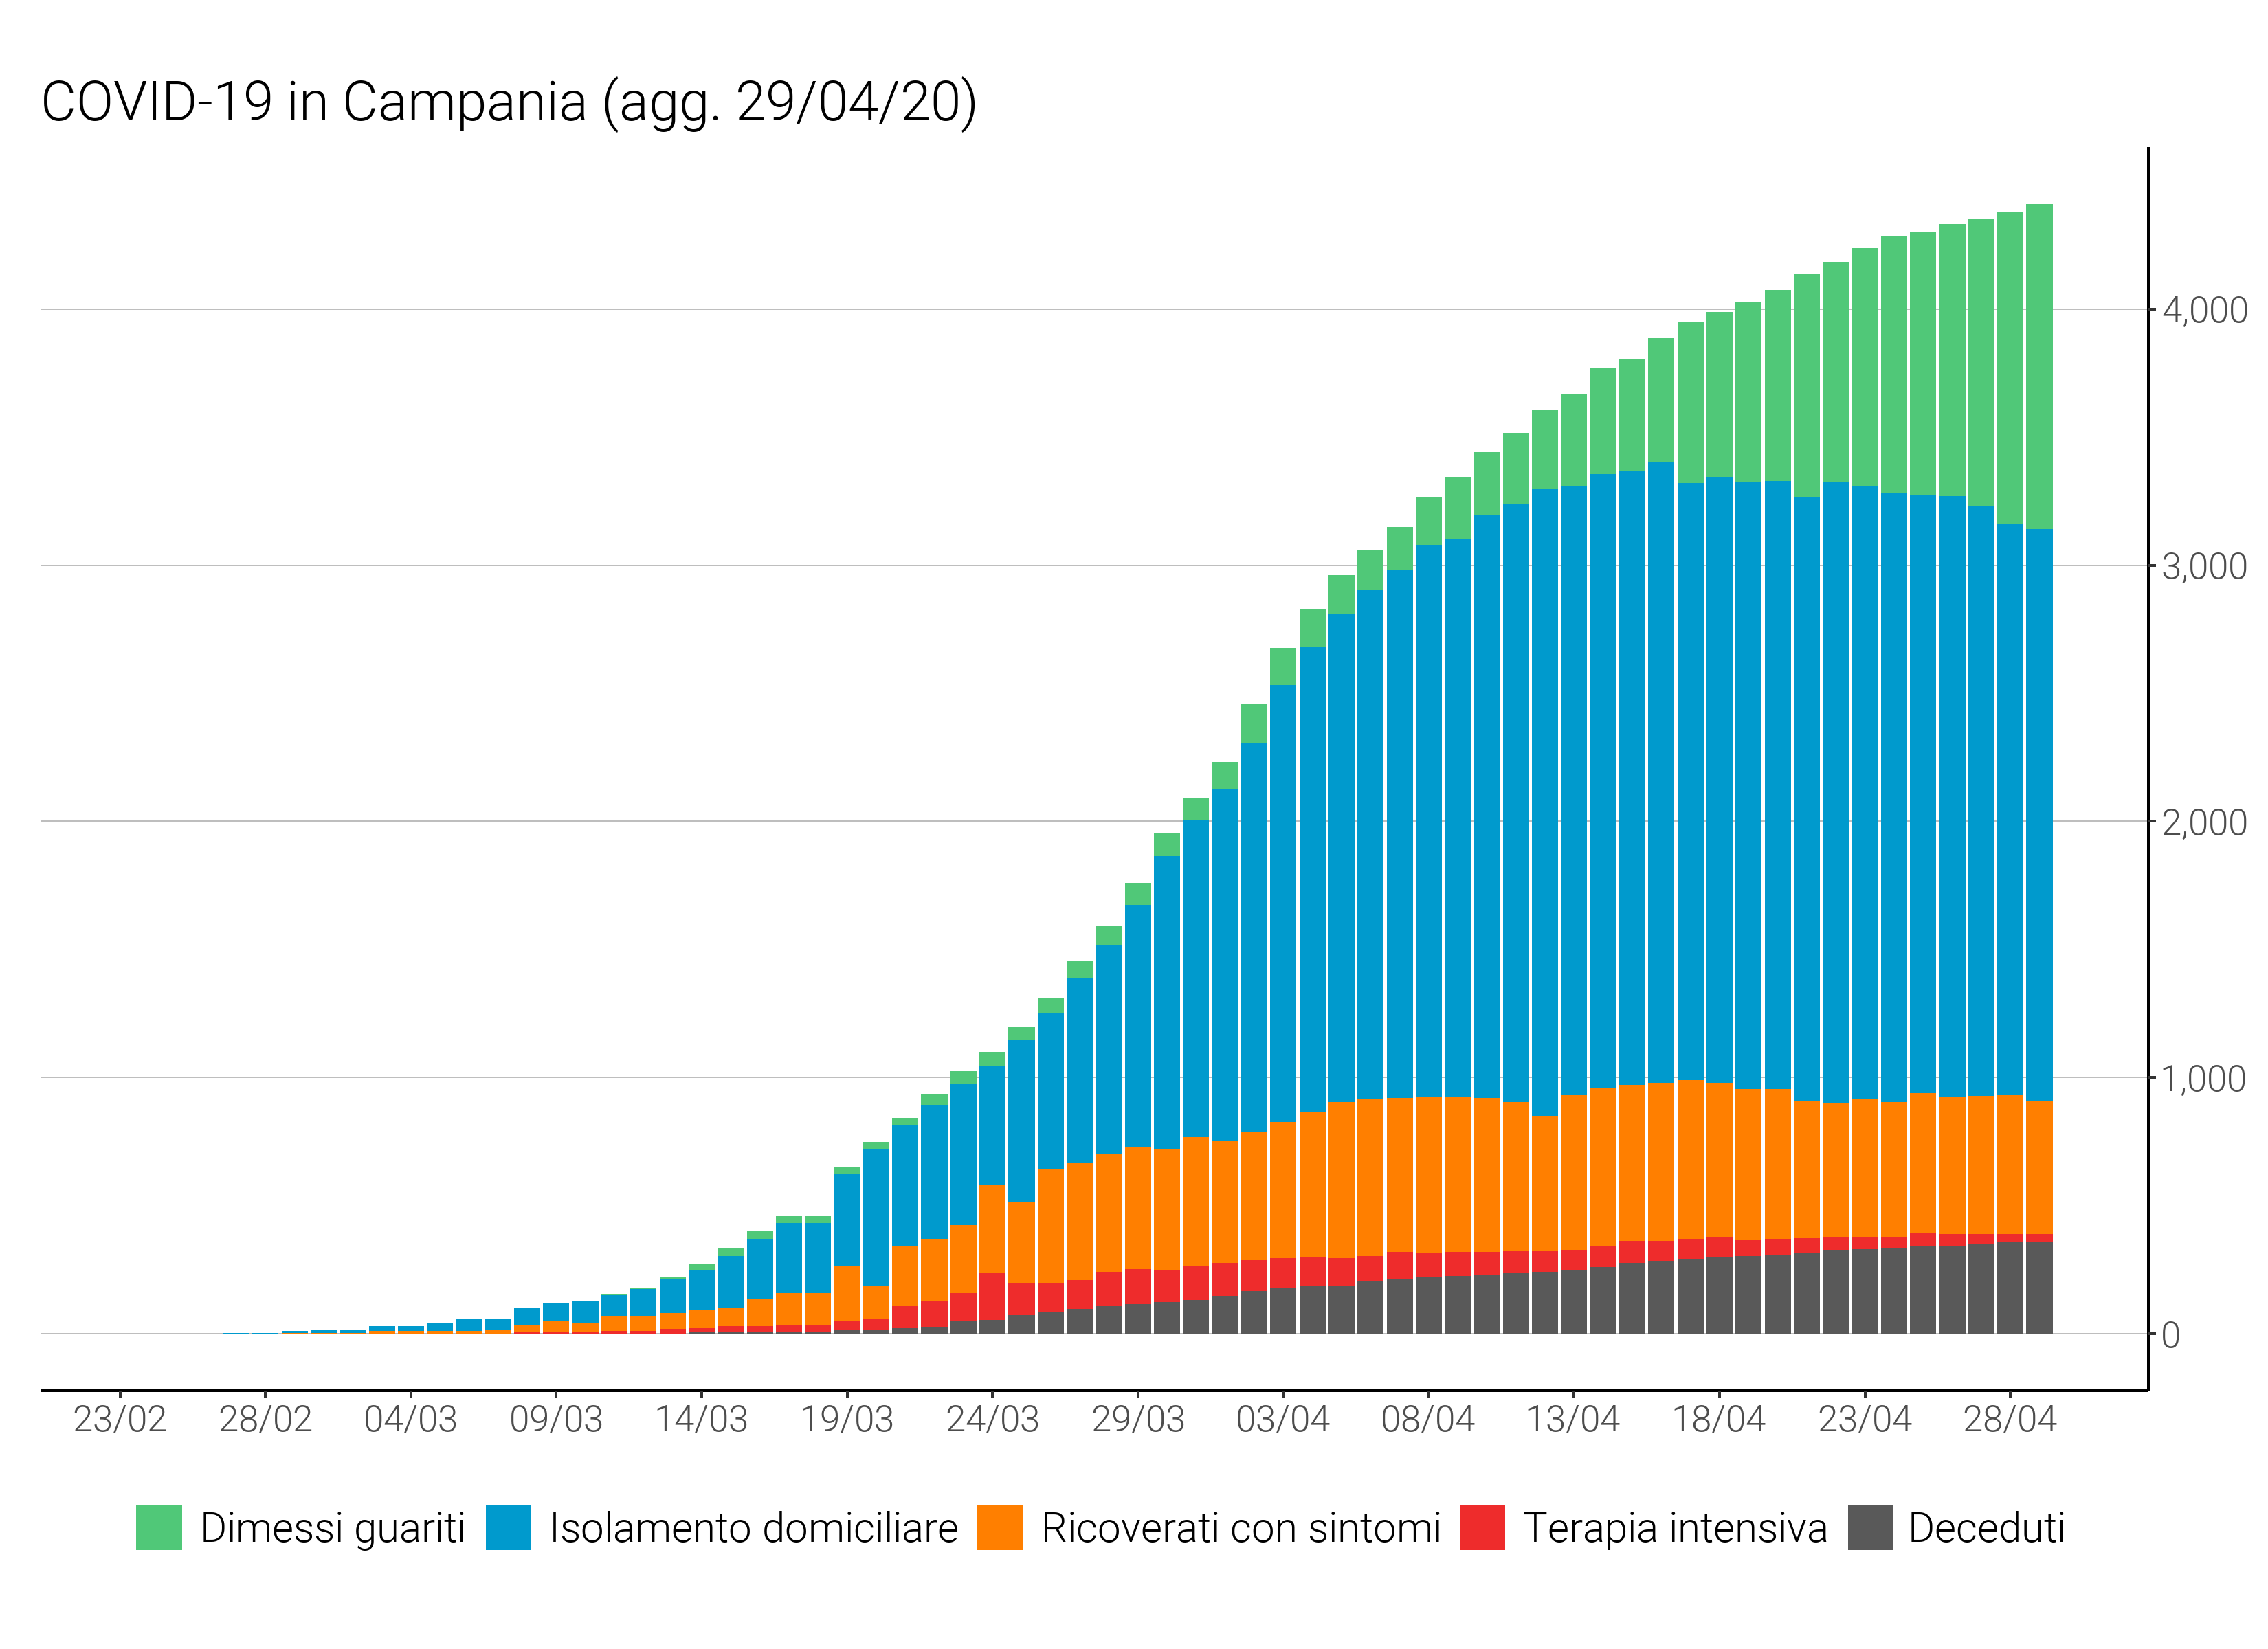 COVID-19 in Campania (agg. 29/04/20)
4,000
3,000
2,000
1,000
0
23/02 28/02 04/03 09/03 14/03 19/03 24/03 29/03 03/04 08/04 13/04 18/04 23/04 28/04
Dimessi guariti Isolamento domiciliare Ricoverati con sintomi Terapia intensiva Deceduti